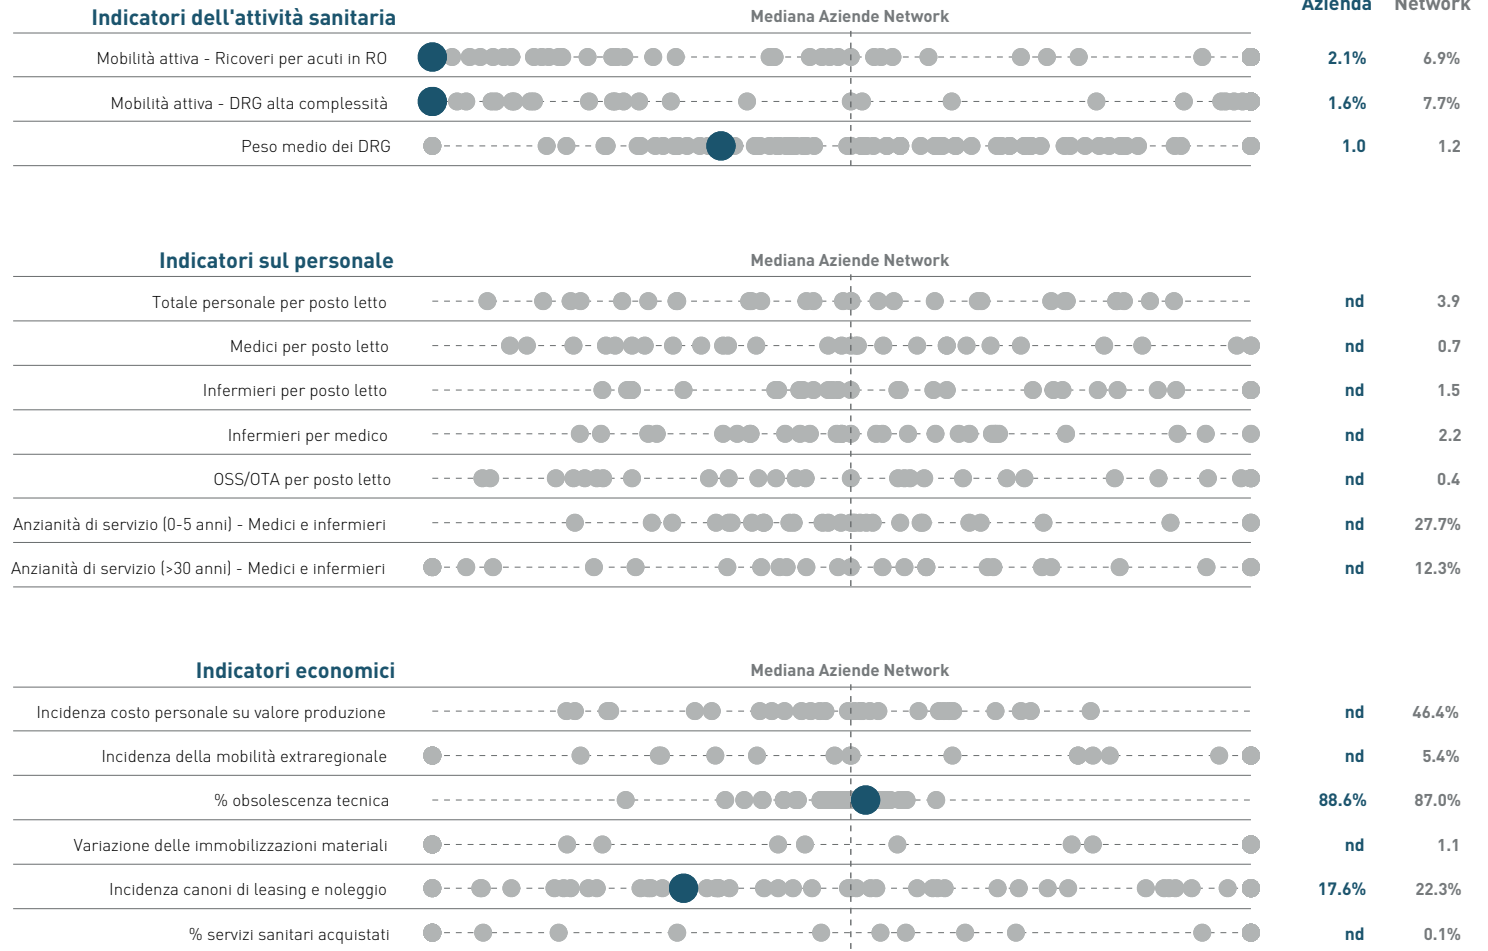 Azienda Network
Indicatori dell'attività sanitaria Mediana Aziende Network
Mobilità attiva - Ricoveri per acuti in RO 2.1% 6.9%
Mobilità attiva - DRG alta complessità 1.6% 7.7%
Peso medio dei DRG 1.0 1.2
Indicatori sul personale Mediana Aziende Network
Totale personale per posto letto nd 3.9
Medici per posto letto nd 0.7
Infermieri per posto letto nd 1.5
Infermieri per medico nd 2.2
OSS/OTA per posto letto nd 0.4
Anzianità di servizio (0-5 anni) - Medici e infermieri nd 27.7%
Anzianità di servizio (>30 anni) - Medici e infermieri nd 12.3%
Indicatori economici Mediana Aziende Network
Incidenza costo personale su valore produzione nd 46.4%
Incidenza della mobilità extraregionale nd 5.4%
% obsolescenza tecnica 88.6% 87.0%
Variazione delle immobilizzazioni materiali nd 1.1
Incidenza canoni di leasing e noleggio 17.6% 22.3%
% servizi sanitari acquistati nd 0.1%